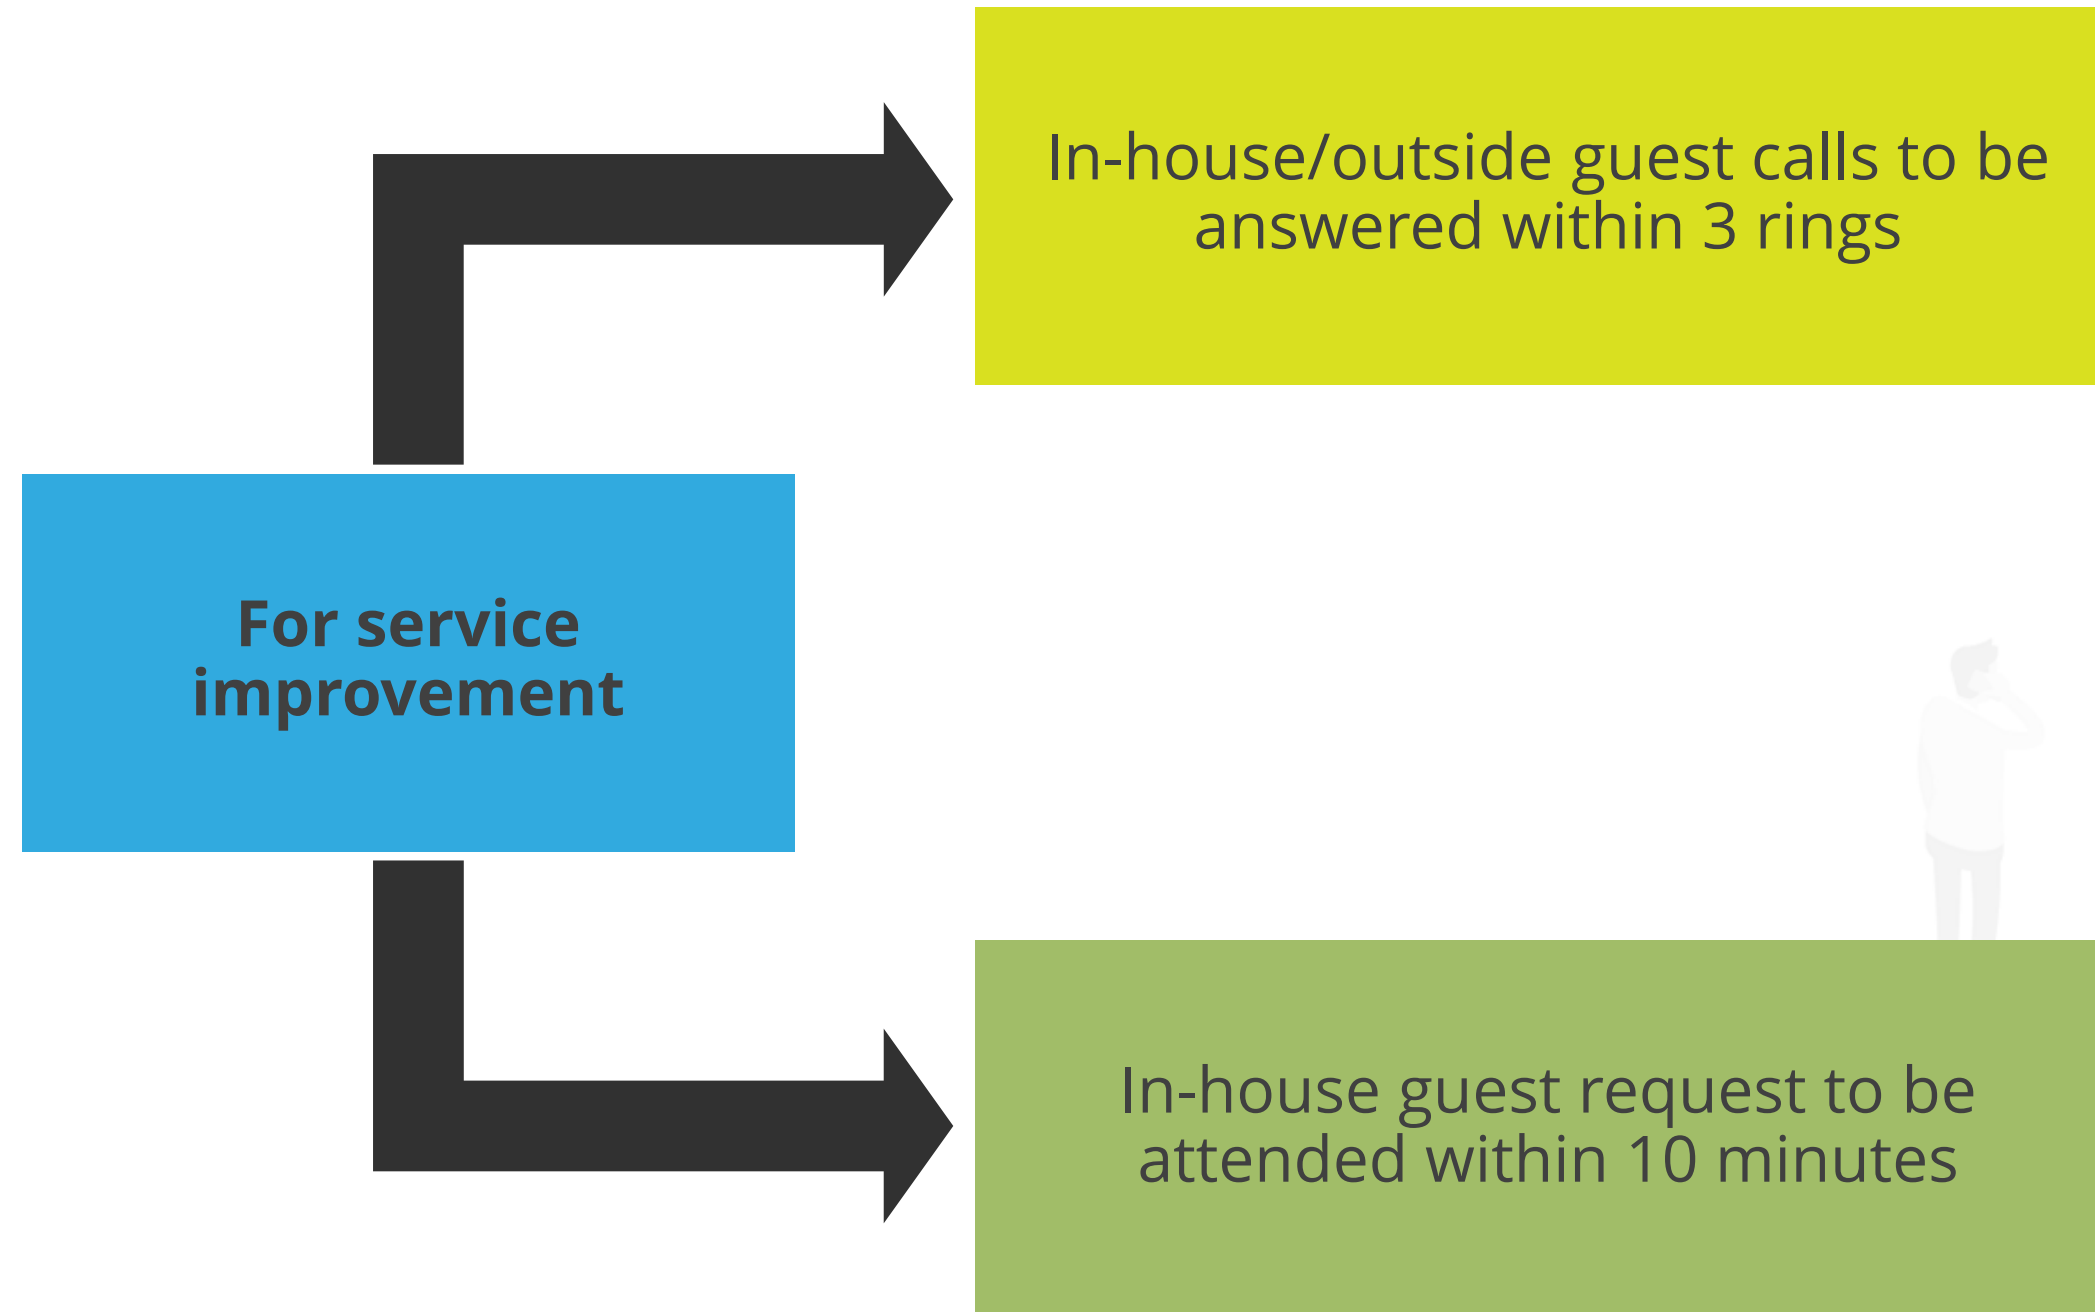 In-house/outside guest calls to be
answered within 3 rings
For service
improvement
In-house guest request to be
attended within 10 minutes